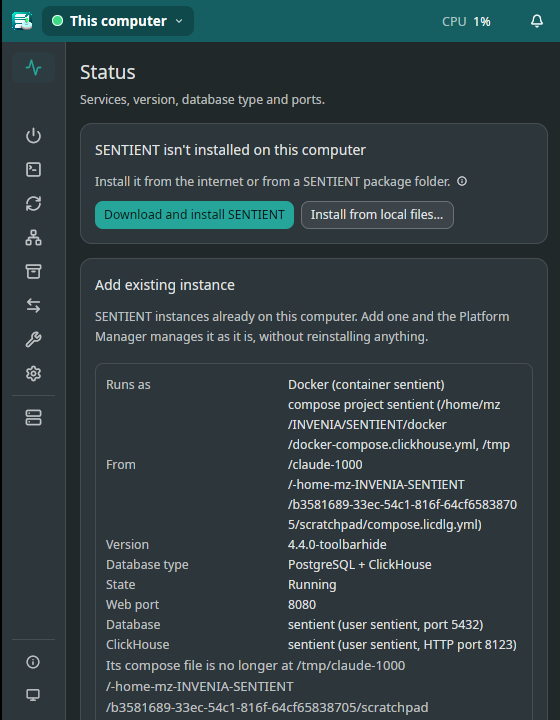 This computer
CPU 1%
Status
Services, version, database type and ports.
SENTIENT isn't installed on this computer
Install it from the internet or from a SENTIENT package folder.
Download and install SENTIENT
Install from local files...
Add existing instance
SENTIENT instances already on this computer. Add one and the Platform
Manager manages it as it is, without reinstalling anything.
Runs as
Docker (container sentient)
From
compose project sentient (/home/mz
/INVENIA/SENTIENT/docker
/docker-compose.clickhouse.yml, /tmp
/claude-1000
/-home-mz-INVENIA-SENTIENT
/b3581689-33ec-54c1-816f-64cf6583870
5/scratchpad/compose.licdlg.yml)
Version
4.4.0-toolbarhide
Database type
PostgreSQL + ClickHouse
State
Running
Web port
8080
Database
sentient (user sentient, port 5432)
ClickHouse
sentient (user sentient, HTTP port 8123)
Its compose file is no longer at /tmp/claude-1000
/-home-mz-INVENIA-SENTIENT
/b3581689-33ec-54c1-816f-64cf65838705/scratchpad